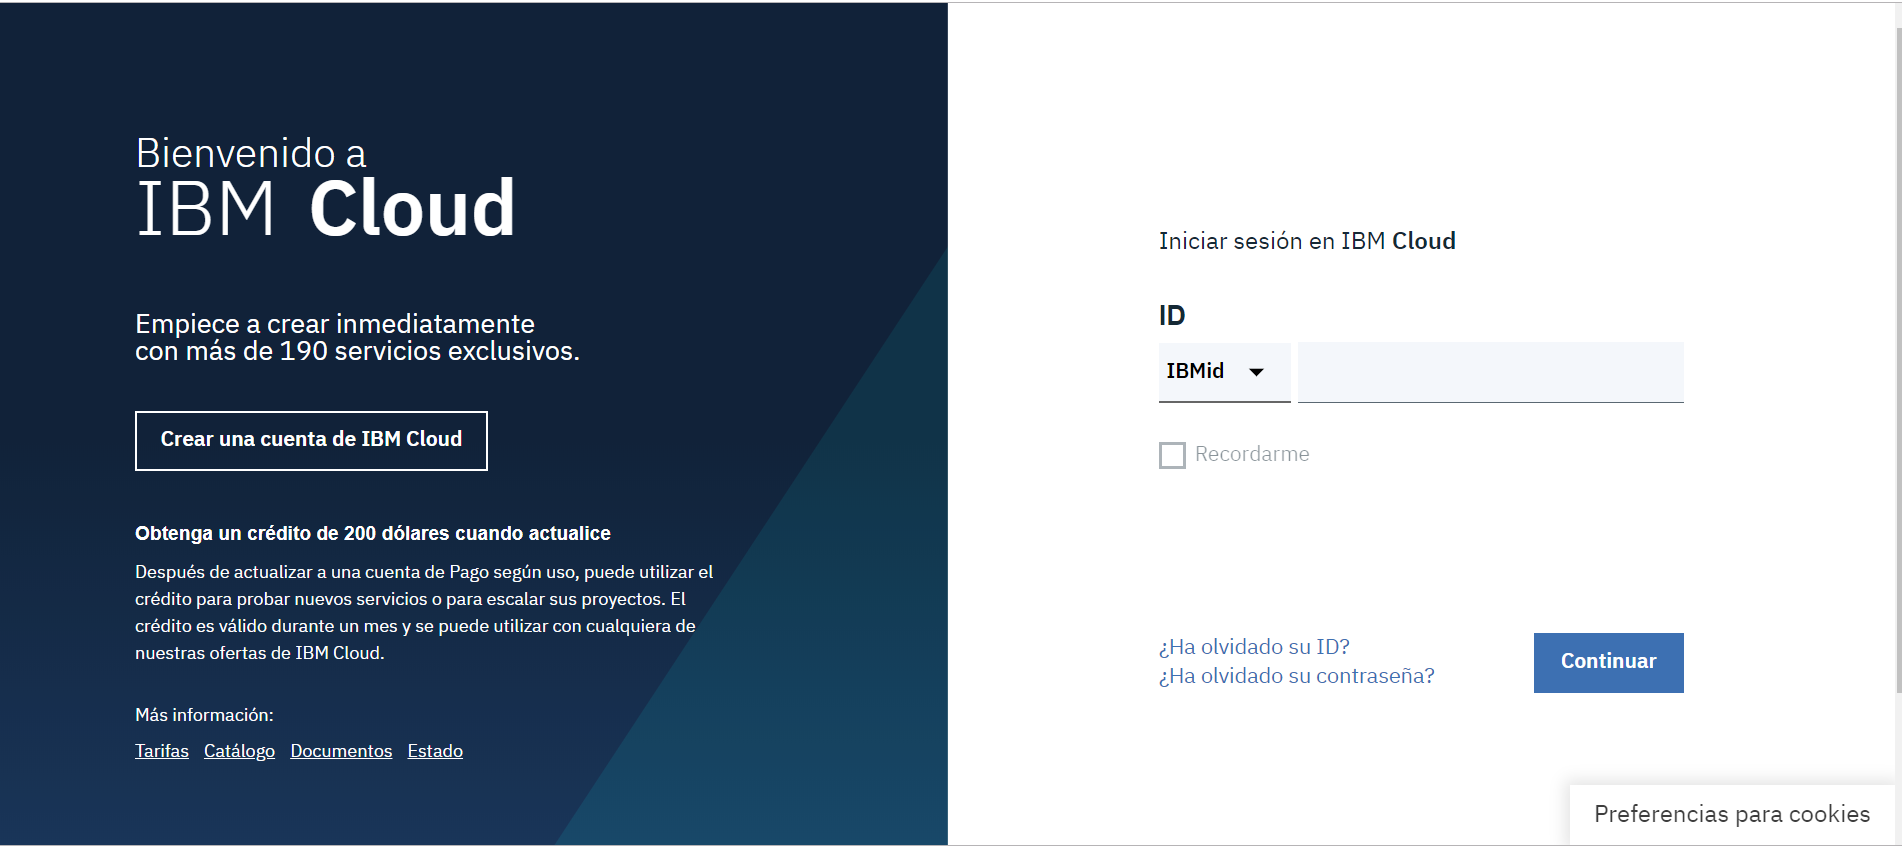 Bienvenido a
IBM Cloud
Empiece a crear inmediatamente
con más de 190 servicios exclusivos.
Crear una cuenta de IBM Cloud
Obtenga un crédito de 200 dólares cuando actualice
Después de actualizar a una cuenta de Pago según uso, puede utilizar el
crédito para probar nuevos servicios o para escalar sus proyectos. El
crédito es válido durante un mes y se puede utilizar con cualquiera de
nuestras ofertas de IBM Cloud.
Más información:
Tarifas Catálogo Documentos Estado
Iniciar sesión en IBM Cloud
ID
IBMid
Recordarme
¿Ha olvidado su ID?
¿Ha olvidado su contraseña?
Continuar
Preferencias para cookies